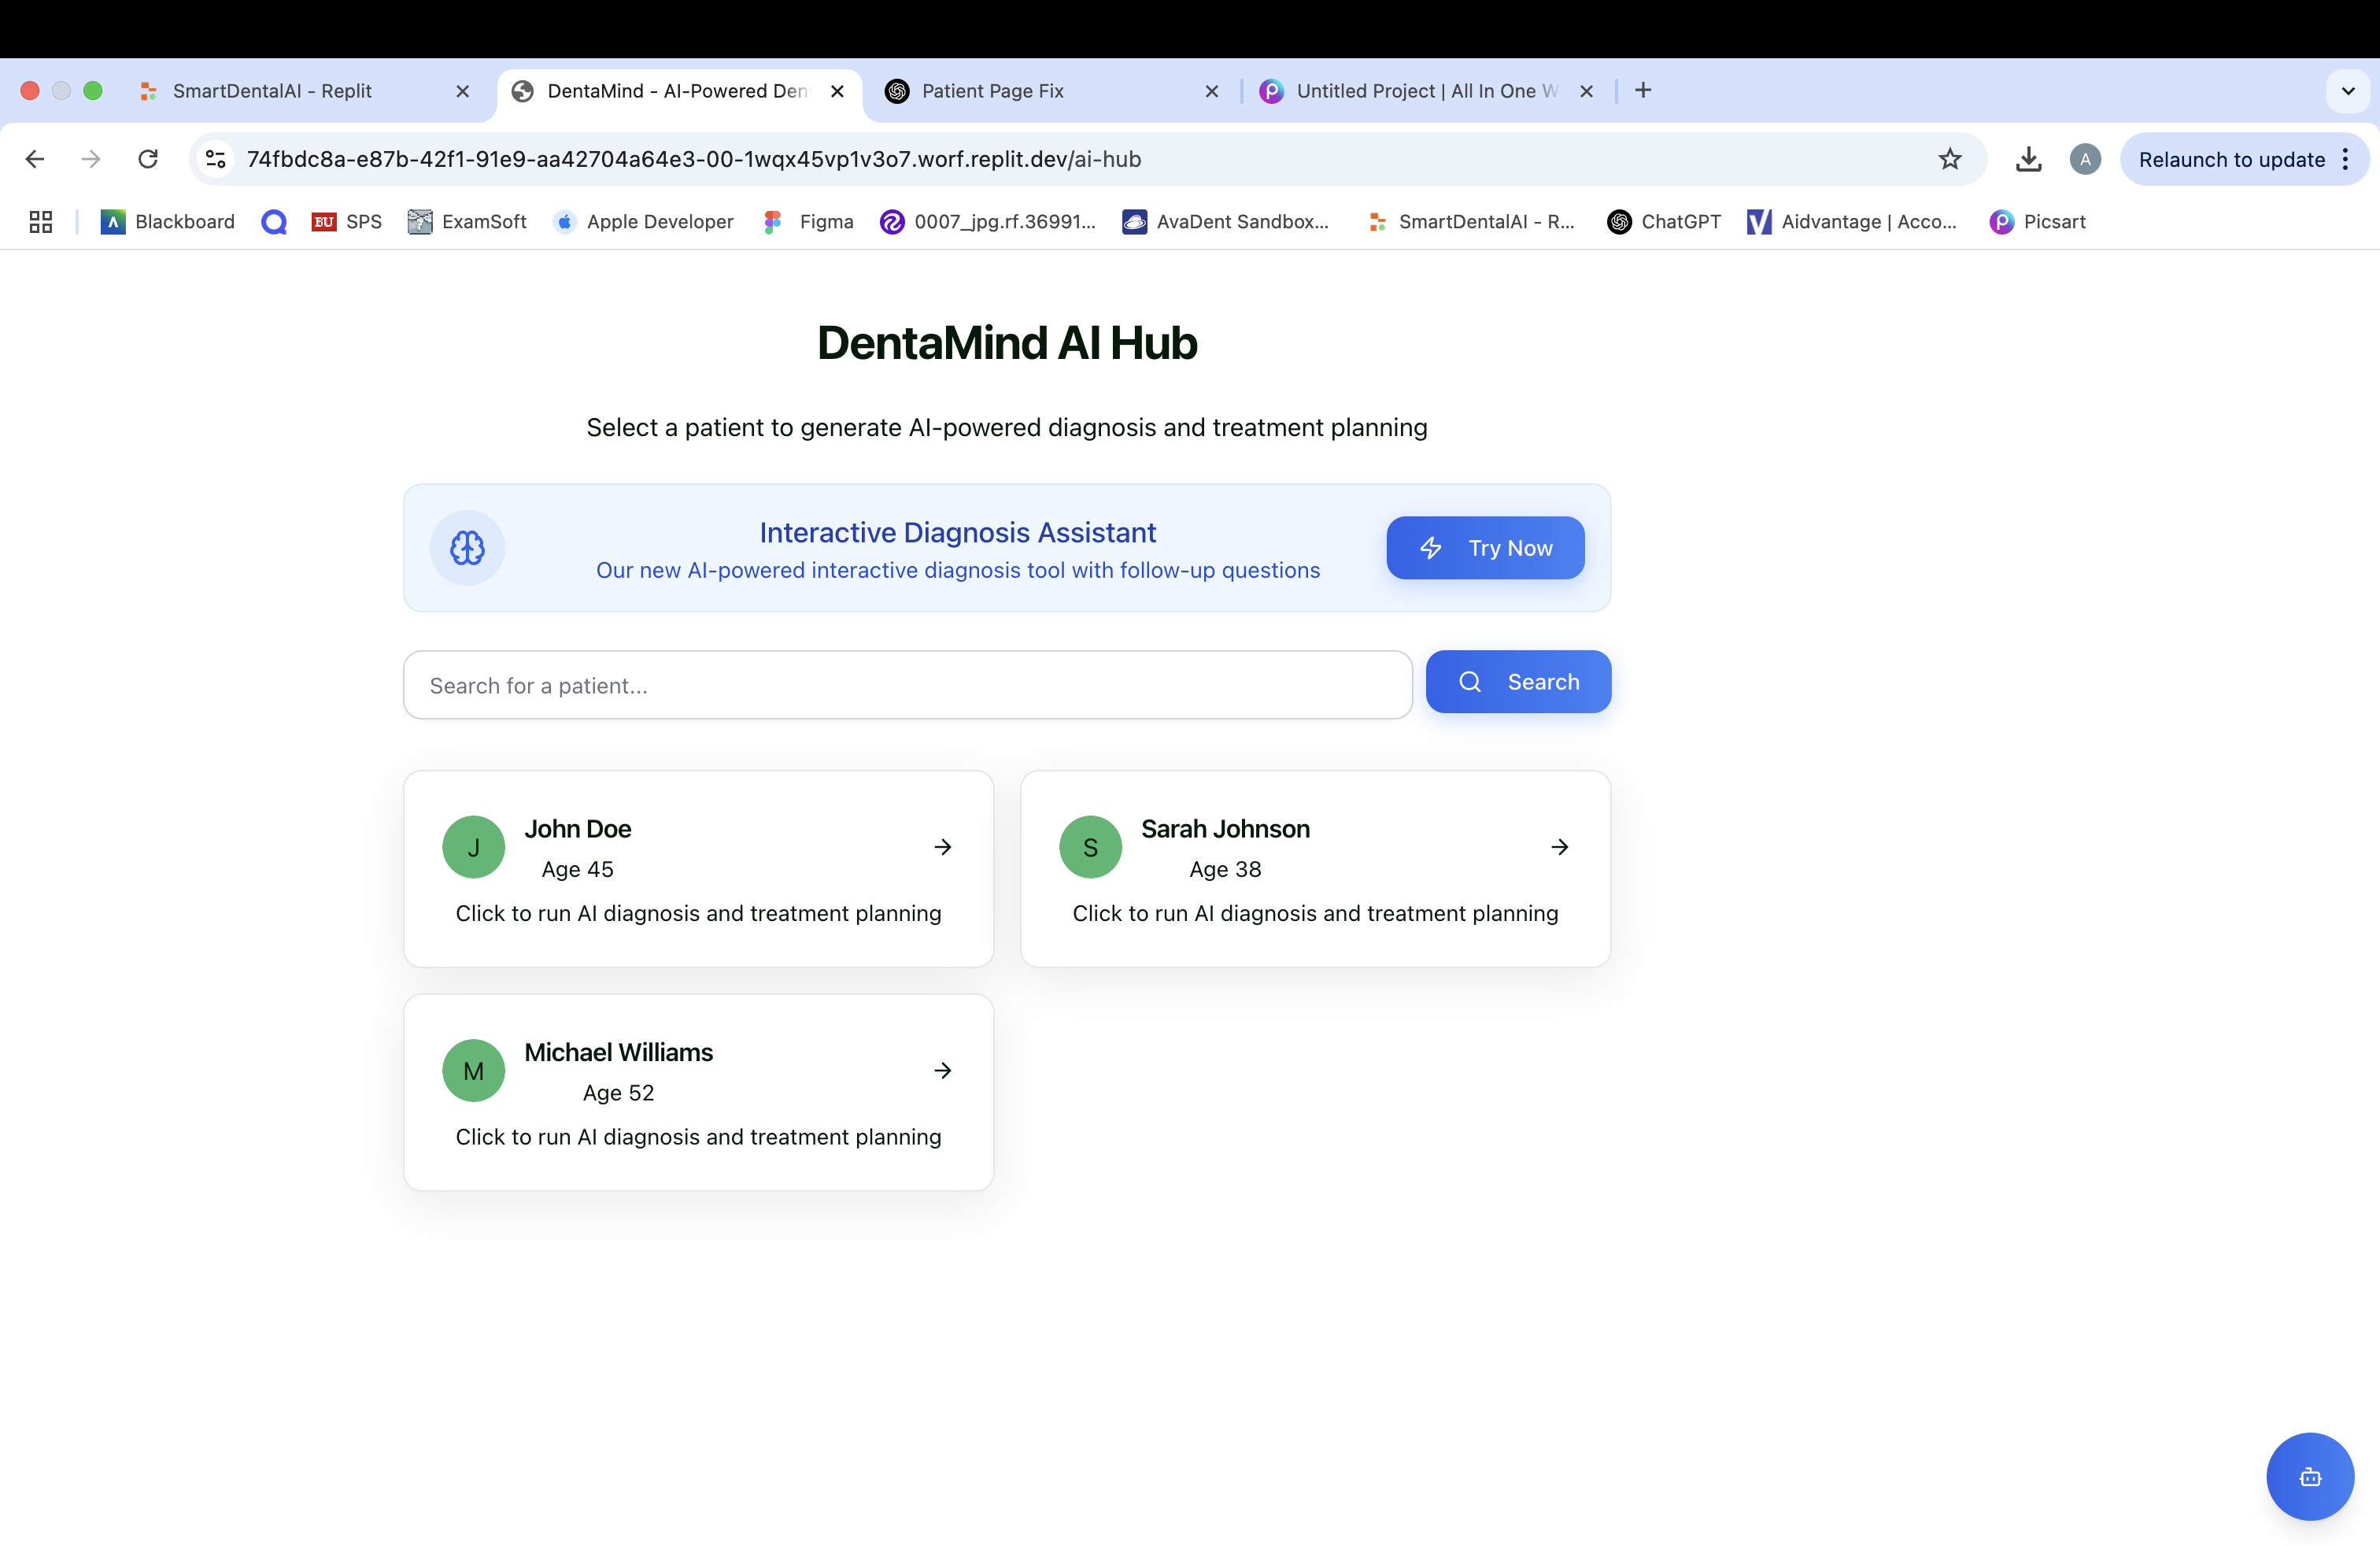 SmartDentalAI - Replit
DentaMind - AI-Powered Den
Patient Page Fix
Untitled Project | All In One W
74fbdc8a-e87b-42f1-91e9-aa42704a64e3-00-1wqx45vp1v3o7.worf.replit.dev/ai-hub
A
Relaunch to update
Blackboard
BU SPS
ExamSoft
Apple Developer
Figma
0007_jpg.rf.36991...
AvaDent Sandbox...
SmartDentalAI - R...
ChatGPT
Aidvantage | Acco...
Picsart
DentaMind AI Hub
Select a patient to generate AI-powered diagnosis and treatment planning
Interactive Diagnosis Assistant
Our new AI-powered interactive diagnosis tool with follow-up questions
Try Now
Search for a patient...
Search
J
John Doe
Age 45
Click to run AI diagnosis and treatment planning
S
Sarah Johnson
Age 38
Click to run AI diagnosis and treatment planning
M
Michael Williams
Age 52
Click to run AI diagnosis and treatment planning